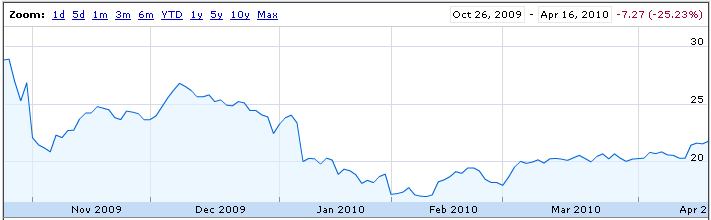 Zoom: 1d 5d 1m 3m 6m YTD 1y 5y 10y Max Oct 26, 2009 - Apr 16, 2010 -7.27 (-25.23%)
30
25
20
Nov 2009 Dec 2009 Jan 2010 Feb 2010 Mar 2010 Apr 2